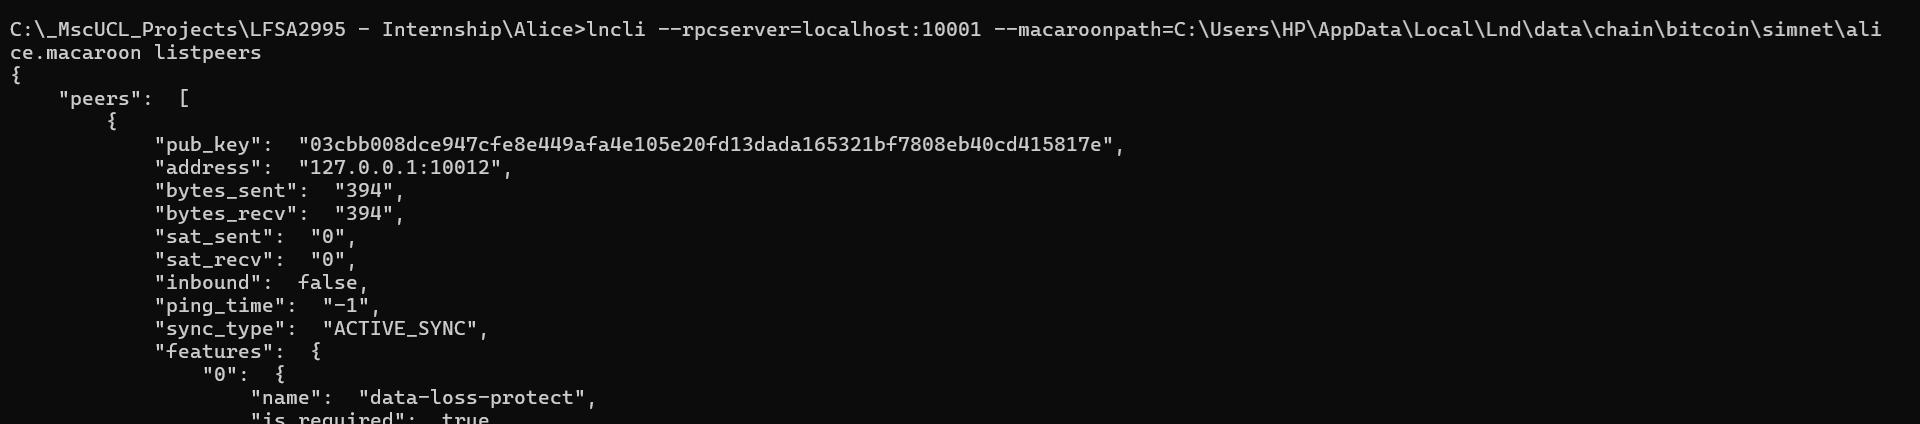 C:\_MscUCL_Projects\LFSA2995 - Internship\Alice>lncli --rpcserver=localhost:10001 --macaroonpath=C:\Users\HP\AppData\Local\Lnd\data\chain\bitcoin\simnet\ali
ce.macaroon listpeers
{
    "peers":  [
        {
            "pub_key":  "03cbb008dce947cfe8e449afa4e105e20fd13dada165321bf7808eb40cd415817e",
            "address":  "127.0.0.1:10012",
            "bytes_sent":  "394",
            "bytes_recv":  "394",
            "sat_sent":  "0",
            "sat_recv":  "0",
            "inbound":  false,
            "ping_time":  "-1",
            "sync_type":  "ACTIVE_SYNC",
            "features":  {
                "0":  {
                    "name":  "data-loss-protect",
                    "is_required":  true